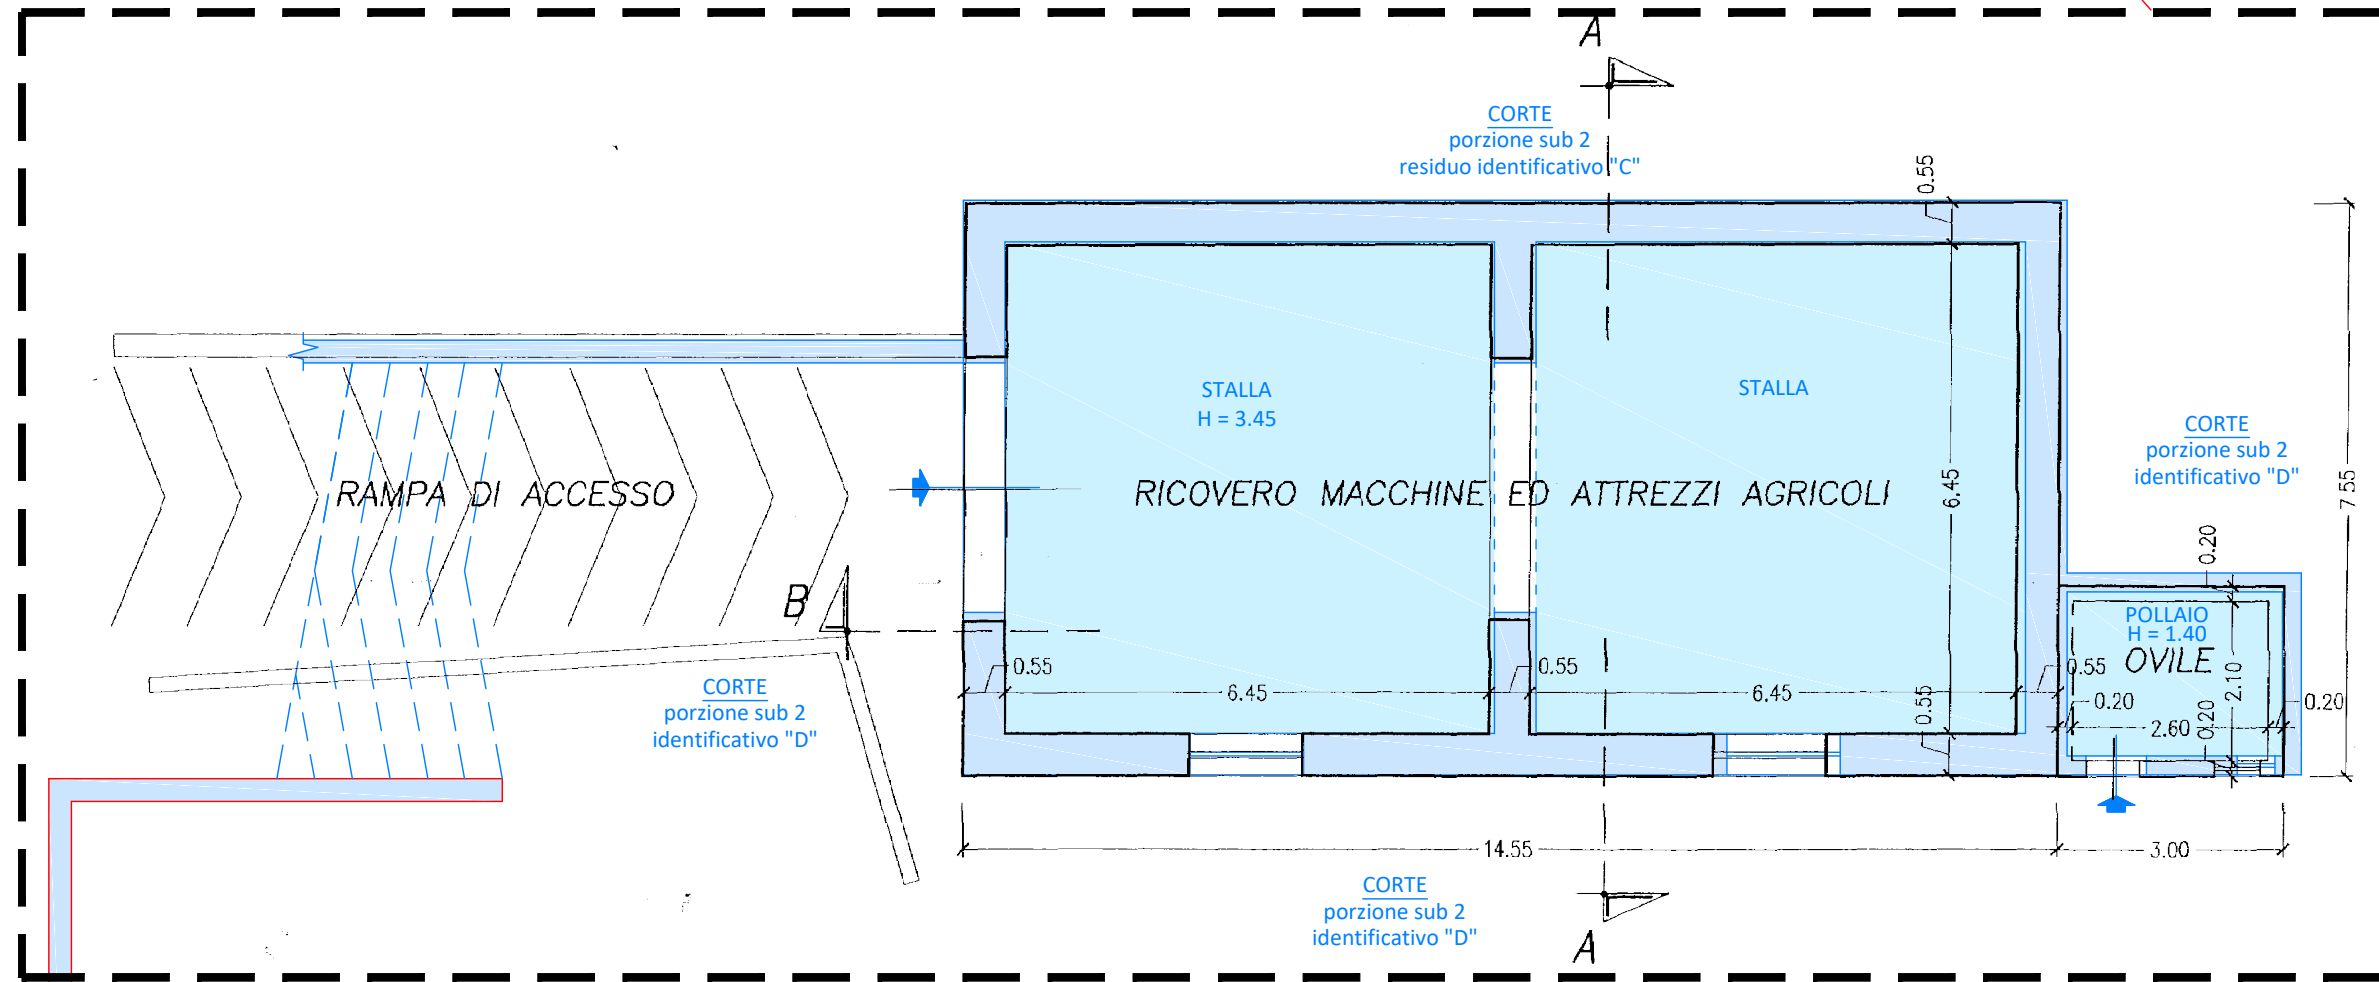 A
CORTE
porzione sub 2
residuo identificativo "C"
0.55
STALLA
H = 3.45
STALLA
CORTE
porzione sub 2
identificativo "D"
RAMPA DI ACCESSO
RICOVERO MACCHINE ED ATTREZZI AGRICOLI
6.45
7.55
0.20
B
POLLAIO
H = 1.40
OVILE
0.55
0.55
0.55
2.10
6.45
6.45
0.55
0.20
2.60
0.20
0.20
CORTE
porzione sub 2
identificativo "D"
14.55
3.00
CORTE
porzione sub 2
identificativo "D"
A